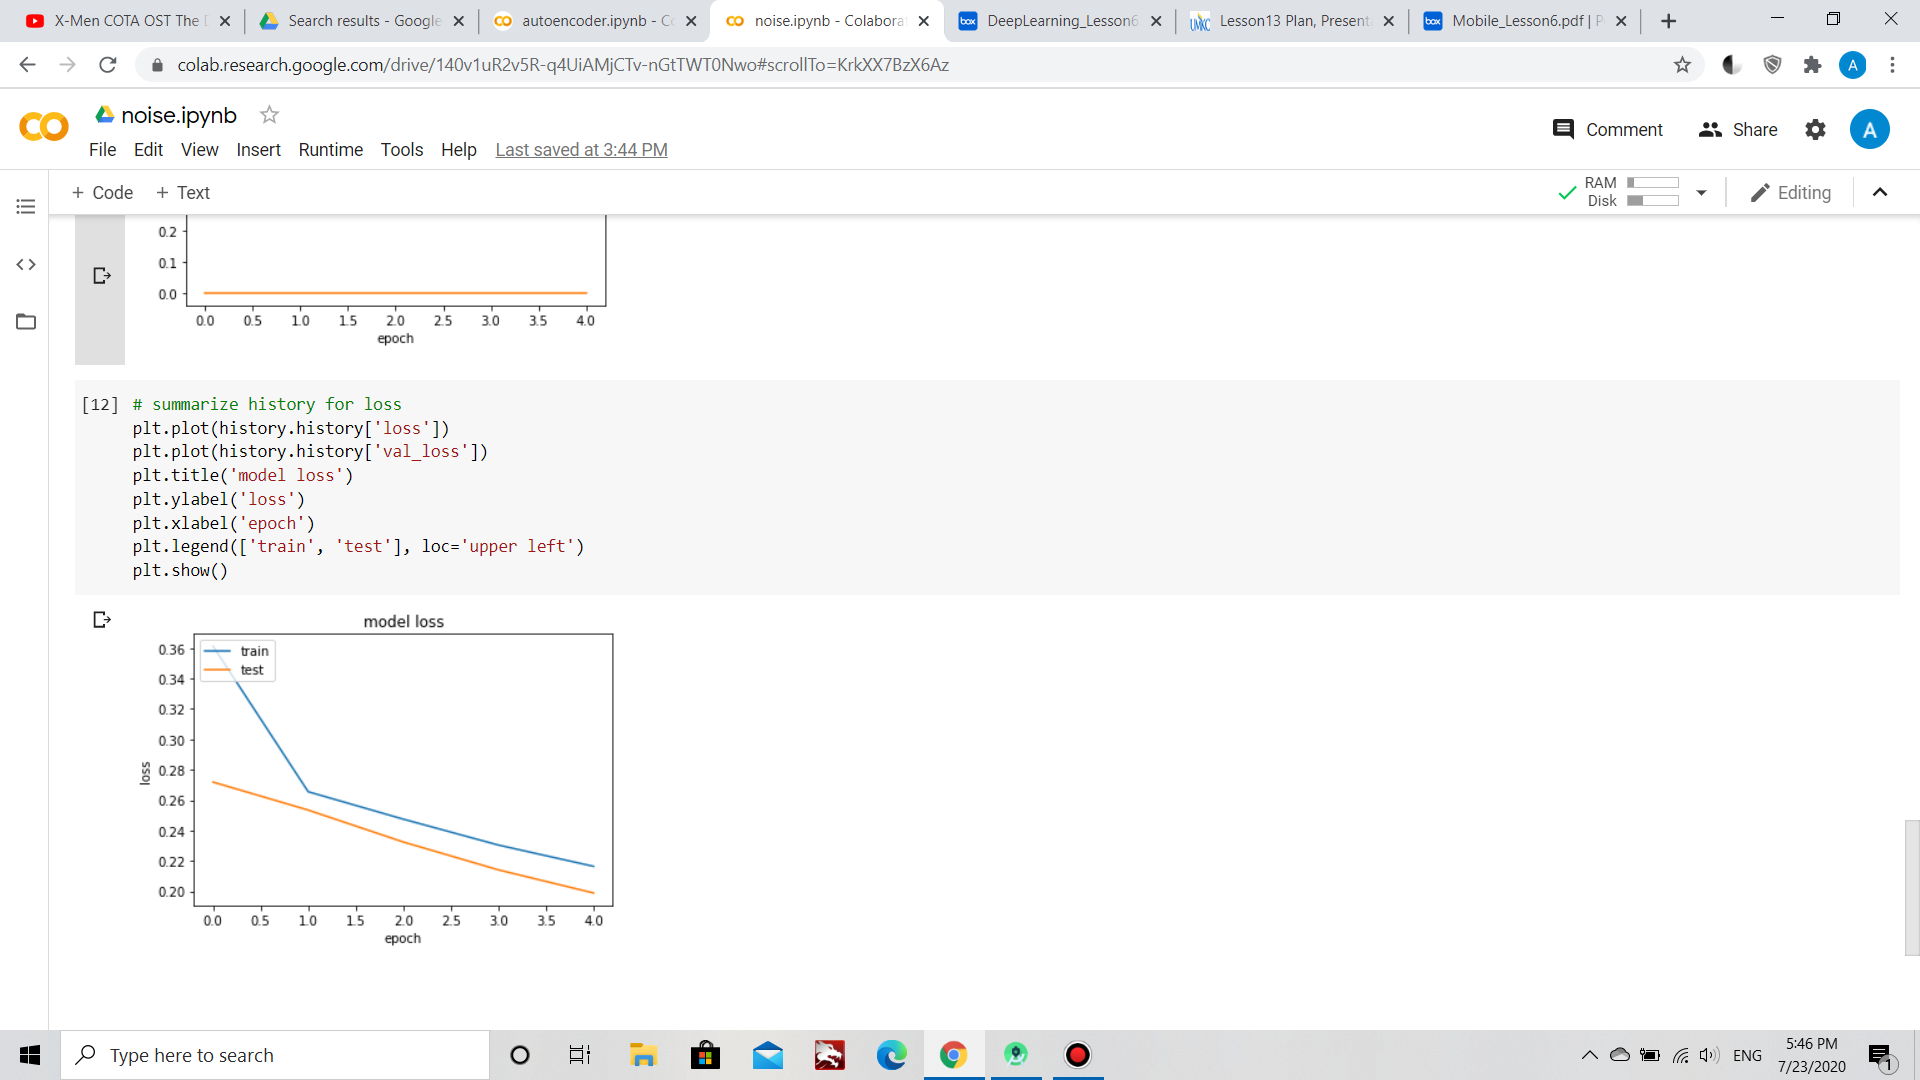 X-Men COTA OST The
Search results - Google
autoencoder.ipynb - Co
noise.ipynb - Colaborat
DeepLearning_Lesson6
Lesson13 Plan, Present
Mobile_Lesson6.pdf | P
colab.research.google.com/drive/140v1uR2v5R-q4UiAMjCTv-nGtTWT0Nwo#scrollTo=KrkXX7BzX6Az
A
CO
noise.ipynb
Comment
Share
A
File Edit View Insert Runtime Tools Help Last saved at 3:44 PM
+ Code + Text
RAM
Disk
Editing
0.2
0.1
0.0
0.0 0.5 1.0 1.5 2.0 2.5 3.0 3.5 4.0
epoch
[12] # summarize history for loss
plt.plot(history.history['loss'])
plt.plot(history.history['val_loss'])
plt.title('model loss')
plt.ylabel('loss')
plt.xlabel('epoch')
plt.legend(['train', 'test'], loc='upper left')
plt.show()
model loss
train
test
0.36
0.34
0.32
0.30
0.28
0.26
0.24
0.22
0.20
loss
0.0 0.5 1.0 1.5 2.0 2.5 3.0 3.5 4.0
epoch
Type here to search
ENG
5:46 PM
7/23/2020
1